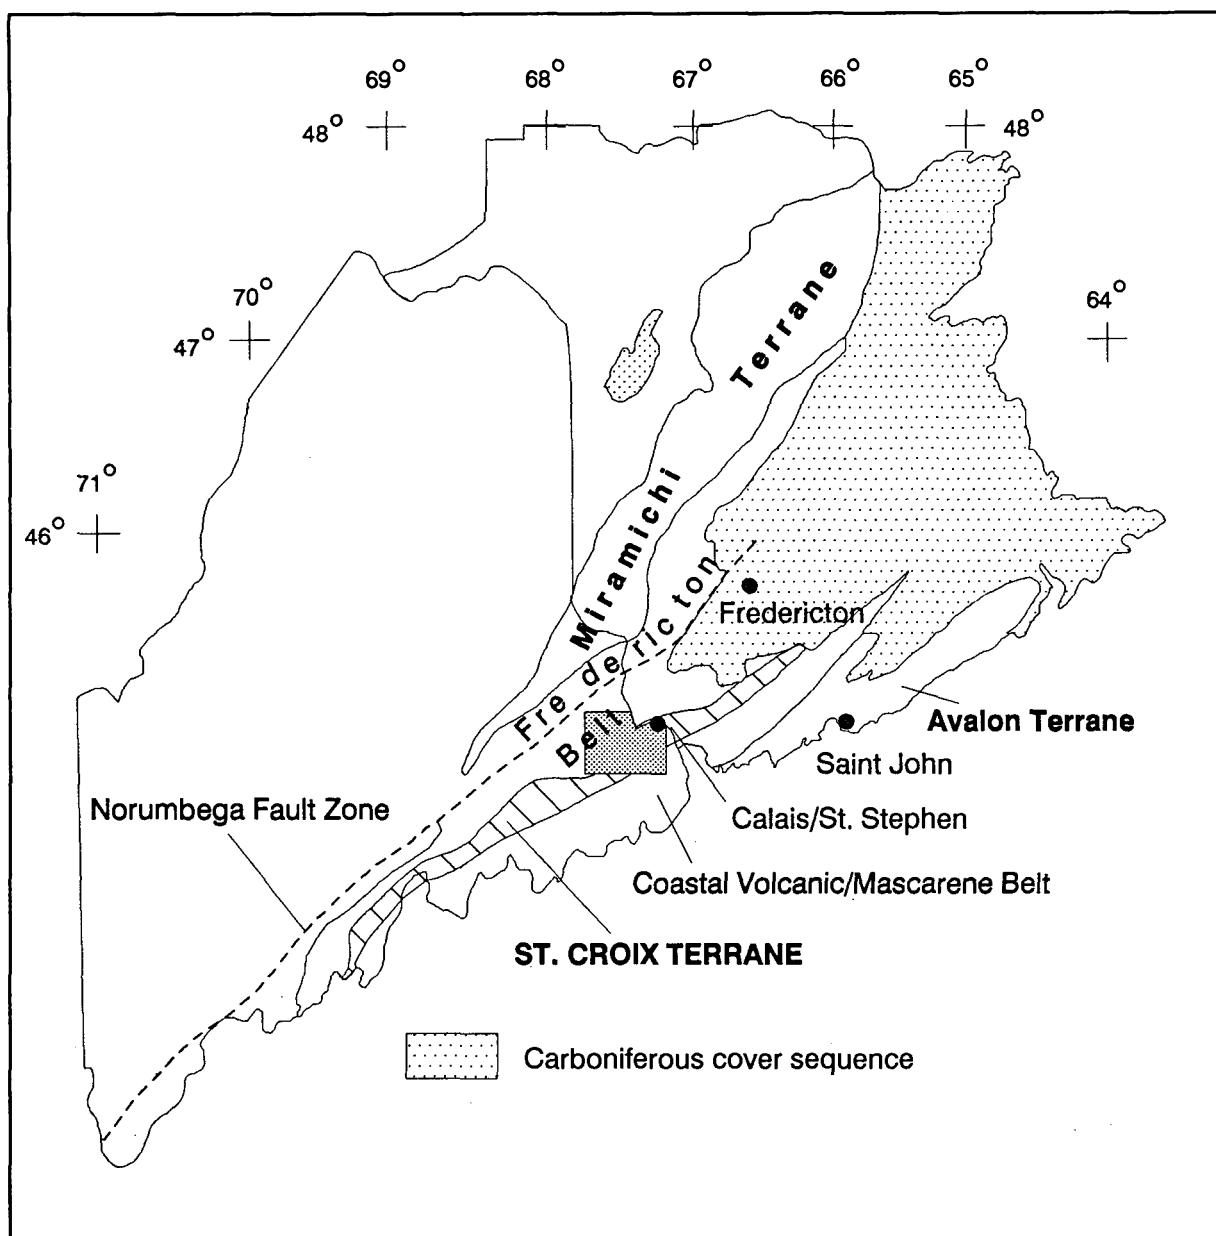 69° 68° 67° 66° 65°
48° 48°
70° 64°
47°
71°
46°
Miramichi Terrane
Fredericton Belt
Fredericton
Avalon Terrane
Saint John
Norumbega Fault Zone
Calais/St. Stephen
Coastal Volcanic/Mascarene Belt
ST. CROIX TERRANE
Carboniferous cover sequence